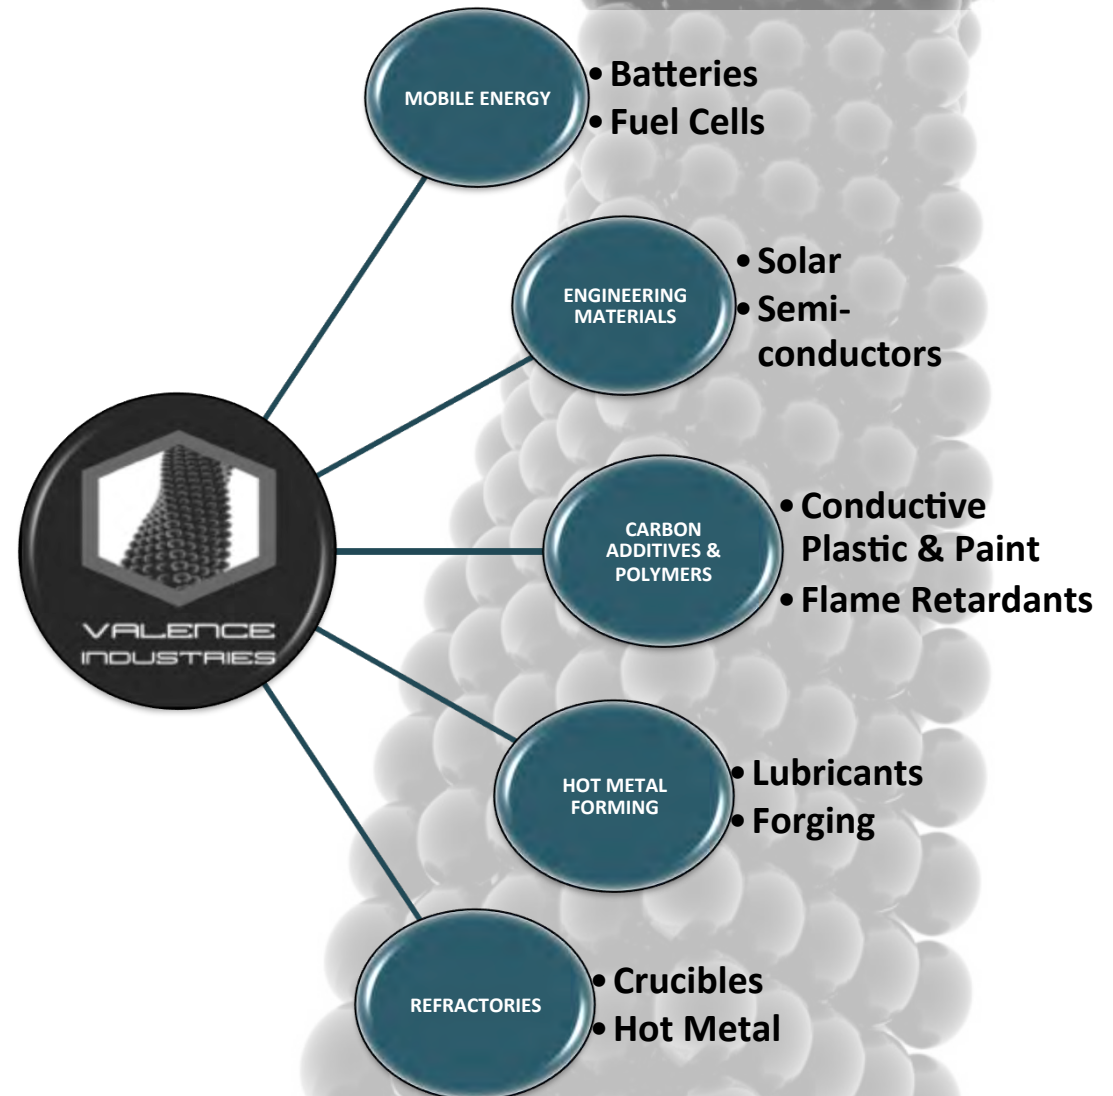 MOBILE ENERGY
• Batteries
• Fuel Cells
ENGINEERING
MATERIALS
• Solar
• Semi-
conductors
VALENCE
INDUSTRIES
CARBON
ADDITIVES &
POLYMERS
• Conductive
Plastic & Paint
• Flame Retardants
HOT METAL
FORMING
• Lubricants
• Forging
REFRACTORIES
• Crucibles
• Hot Metal